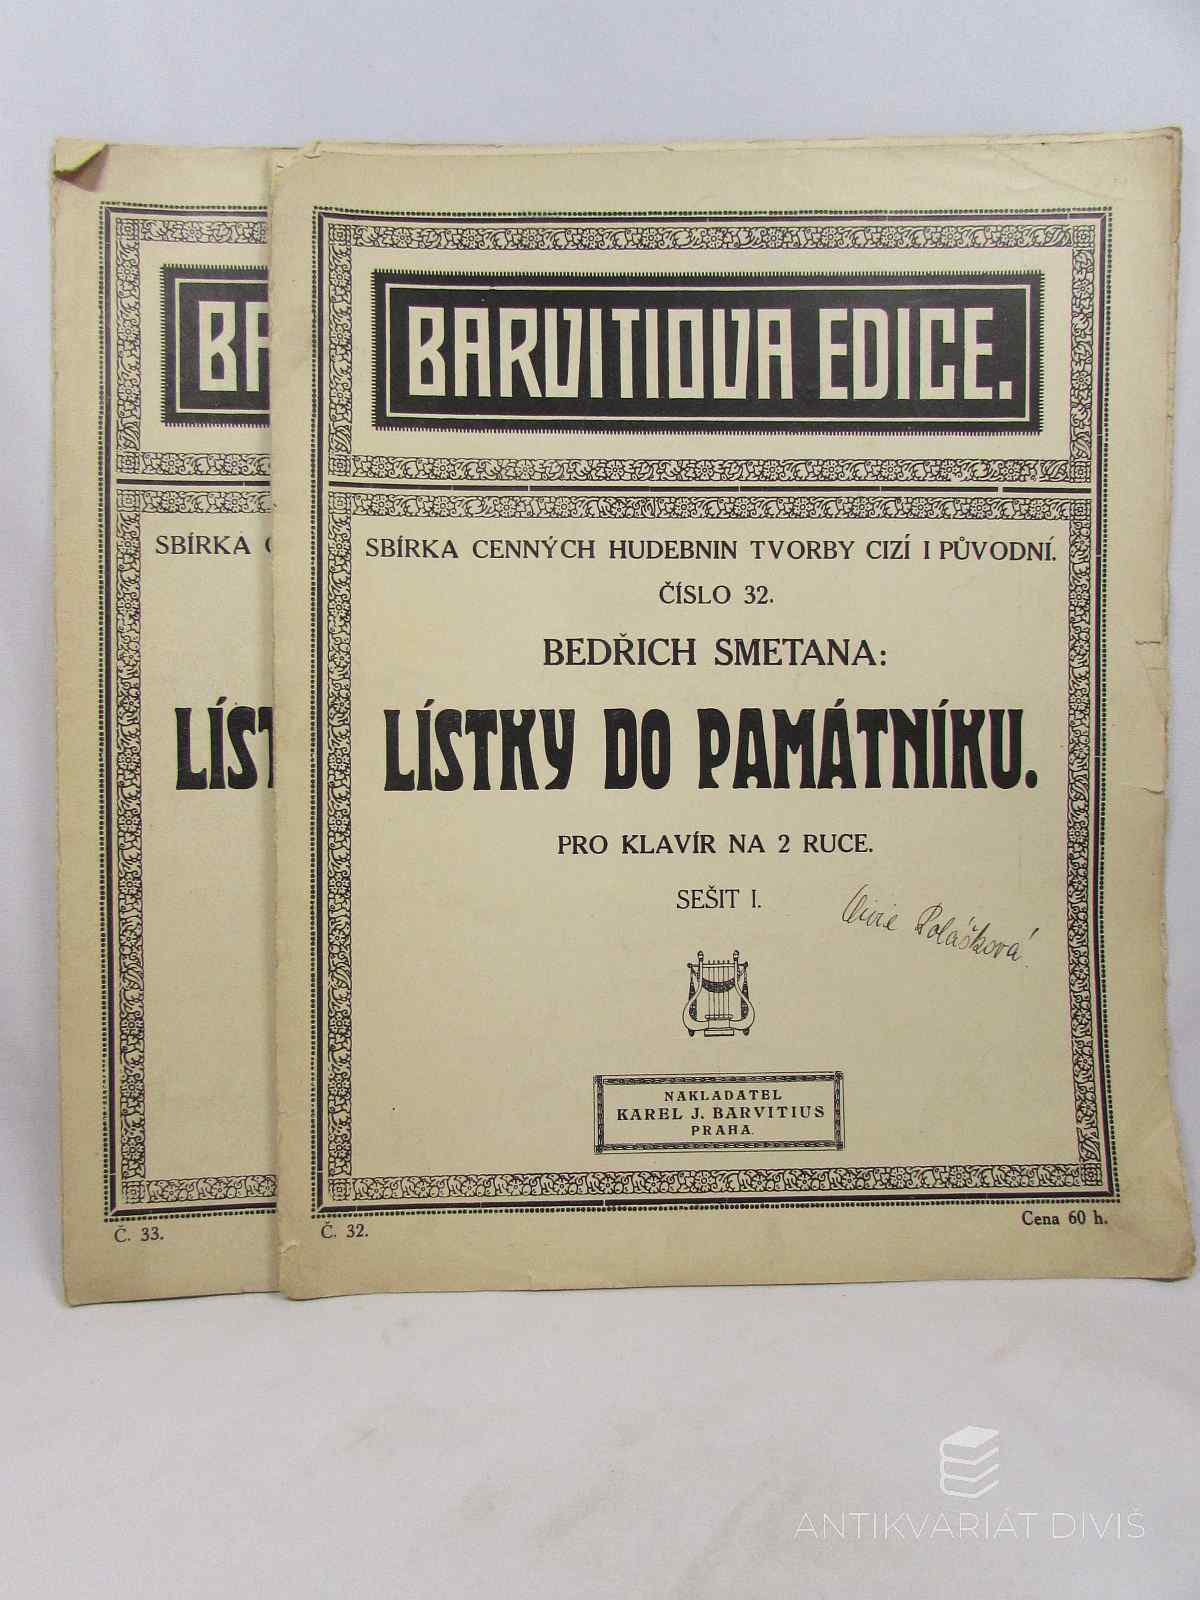 BARVITIOVA EDICE.
SBÍRKA CENNÝCH HUDEBNIN TVORBY CIZÍ I PŮVODNÍ.
ČÍSLO 32.
BEDŘICH SMETANA:
LÍSTKY DO PAMÁTNÍKU.
PRO KLAVÍR NA 2 RUCE.
SEŠIT I.
Polášková
NAKLADATEL
KAREL J. BARVITIUS
PRAHA.
Č. 32.
Cena 60 h.
BA
SBÍRKA
LÍST
Č. 33.
ANTIKVARIÁT DIVIŠ